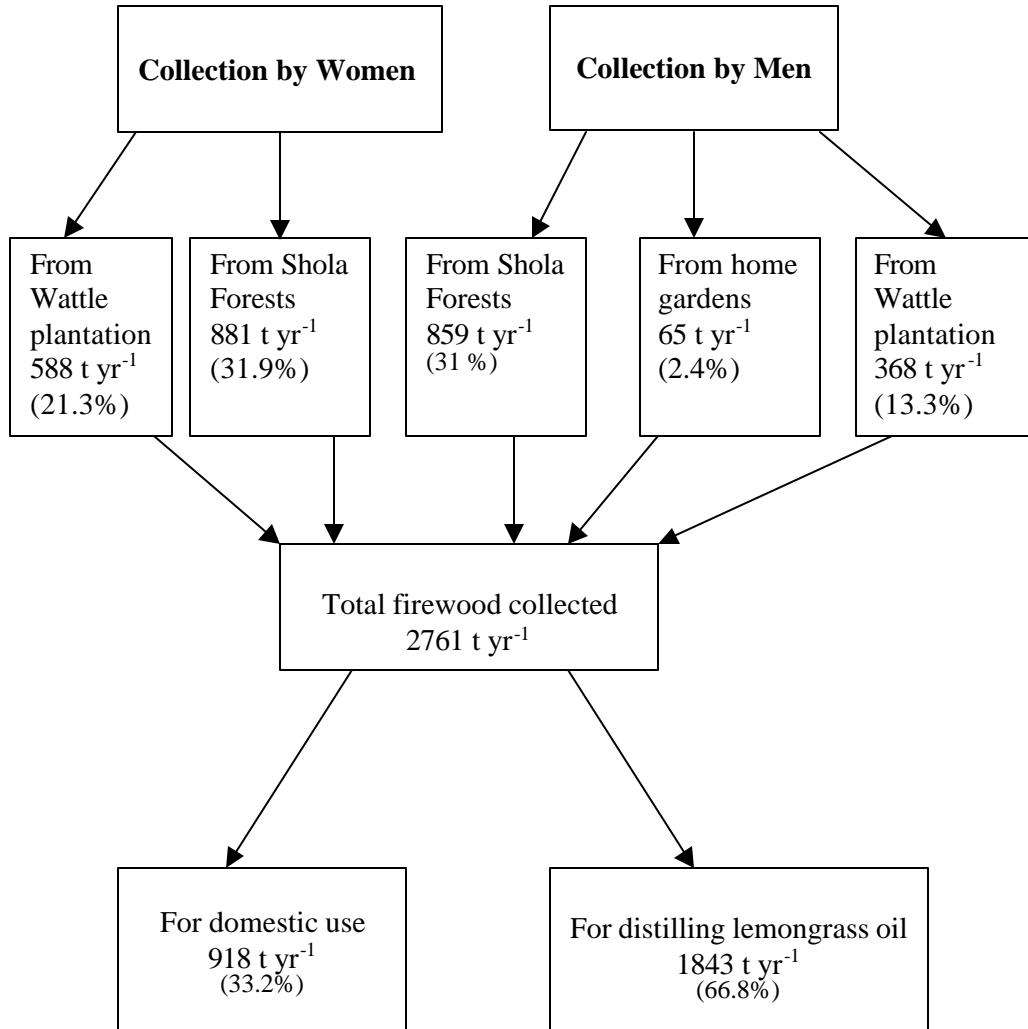 Collection by Women
Collection by Men
From
Wattle
plantation
588 t yr⁻¹
(21.3%)
From Shola
Forests
881 t yr⁻¹
(31.9%)
From Shola
Forests
859 t yr⁻¹
(31 %)
From home
gardens
65 t yr⁻¹
(2.4%)
From
Wattle
plantation
368 t yr⁻¹
(13.3%)
Total firewood collected
2761 t yr⁻¹
For domestic use
918 t yr⁻¹
(33.2%)
For distilling lemongrass oil
1843 t yr⁻¹
(66.8%)